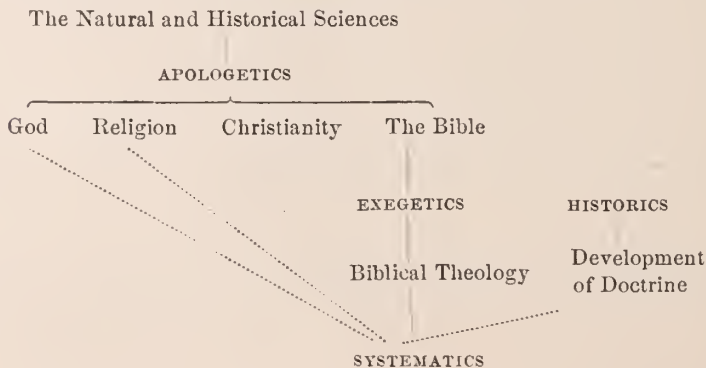 The Natural and Historical Sciences
APOLOGETICS
God Religion Christianity The Bible
EXEGETICS HISTORICS
Biblical Theology Development
of Doctrine
SYSTEMATICS